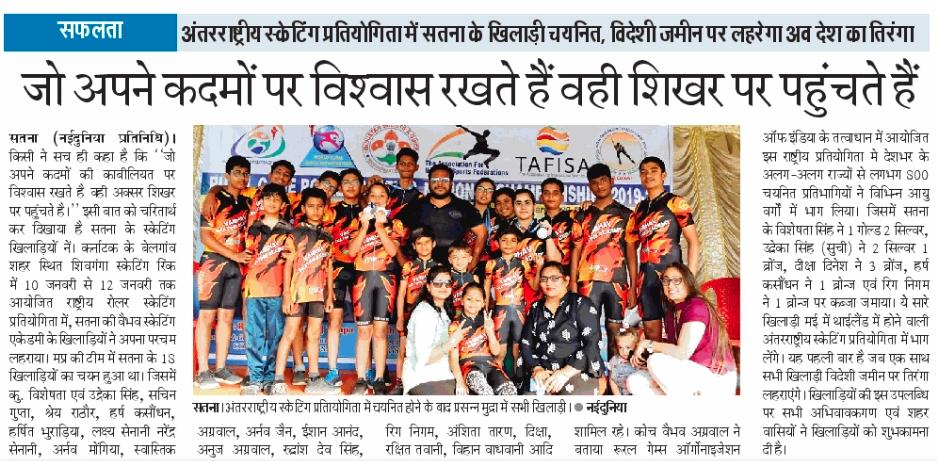 सफलता
अंतरराष्ट्रीय स्केटिंग प्रतियोगिता में सतना के खिलाड़ी चयनित, विदेशी जमीन पर लहरेगा अब देश का तिरंगा
जो अपने कदमों पर विश्वास रखते हैं वही शिखर पर पहुंचते हैं
सतना (नईदुनिया प्रतिनिधि)।
किसी ने सच ही कहा है कि ''जो
अपने कदमों की काबीलियत पर
विश्वास रखते है वही अक्सर शिखर
पर पहूंचते है।'' इसी बात को चरितार्थ
कर दिखाया है सतना के स्केटिंग
खिलाड़ियों नें। कर्नाटक के बेलगांव
शहर स्थित शिवगंगा स्केटिंग रिंक
में 10 जनवरी से 12 जनवरी तक
आयोजित राष्ट्रीय रोलर स्केटिंग
प्रतियोगिता में, सतना की वैभव स्केटिंग
एकेडमी के खिलाड़ियों ने अपना परचम
लहराया। मप्र की टीम में सतना के 18
खिलाड़ियों का चयन हुआ था। जिसमें
कु. विशेषता एवं उद्रेका सिंह, सचिन
गुप्ता, श्रेय राठौर, हर्ष कसौंधन,
हर्षित भुराड़िया, लक्ष्य सेनानी नरेंद्र
सेनानी, अर्नव मोंगिया, स्वास्तिक
The Association For
Sports Federations
TAFISA
सतना। अंतरराष्ट्रीय स्केटिंग प्रतिायोगिता में चयनित होने के वाद प्रसन्न मुद्रा में सभी खिलाड़ी। ● नईदुनिया
अग्रवाल, अर्नव जैन, ईशान आनंद,
अनुज अग्रवाल, रुद्रांश देव सिंह,
रिग निगम, अंशिता तारण, दिक्षा,
रक्षित तवानी, विहान वाधवानी आदि
शामिल रहे। कोच वैभव अग्रवाल ने
बताया रूरल गेम्स आर्गोनाइजेशन
ऑफ इंडिया के तत्वाधान में आयोजित
इस राष्ट्रीय प्रतियोगिता मे देशभर के
अलग-अलग राज्यों से लगभग 800
चयनित प्रतिभागियों ने विभिन्न आयु
वर्गो में भाग लिया। जिसमें सतना
के विशेषता सिंह ने 1 गोल्ड 2 सिल्वर,
उद्रेका सिंह (सुची) ने 2 सिल्वर 1
ब्रोंज, दीक्षा दिनेश ने 3 ब्रोंज, हर्ष
कसौंधन ने 1 ब्रोन्ज एवं रिग निगम
ने 1 ब्रोन्ज पर कब्जा जमाया। ये सारे
खिलाड़ी मई में थाईलैंड में होने वाली
अंतरराष्ट्रीय स्केटिंग प्रतियोगिता में भाग
लेंगे। यह पहली बार है जब एक साथ
सभी खिलाड़ी विदेशी जमीन पर तिरंगा
लहराएंगे। खिलाड़ियों की इस उपलब्धि
पर सभी अभिवावकगण एवं शहर
वासियों ने खिलाड़ियों को शुभकामना
दी है।